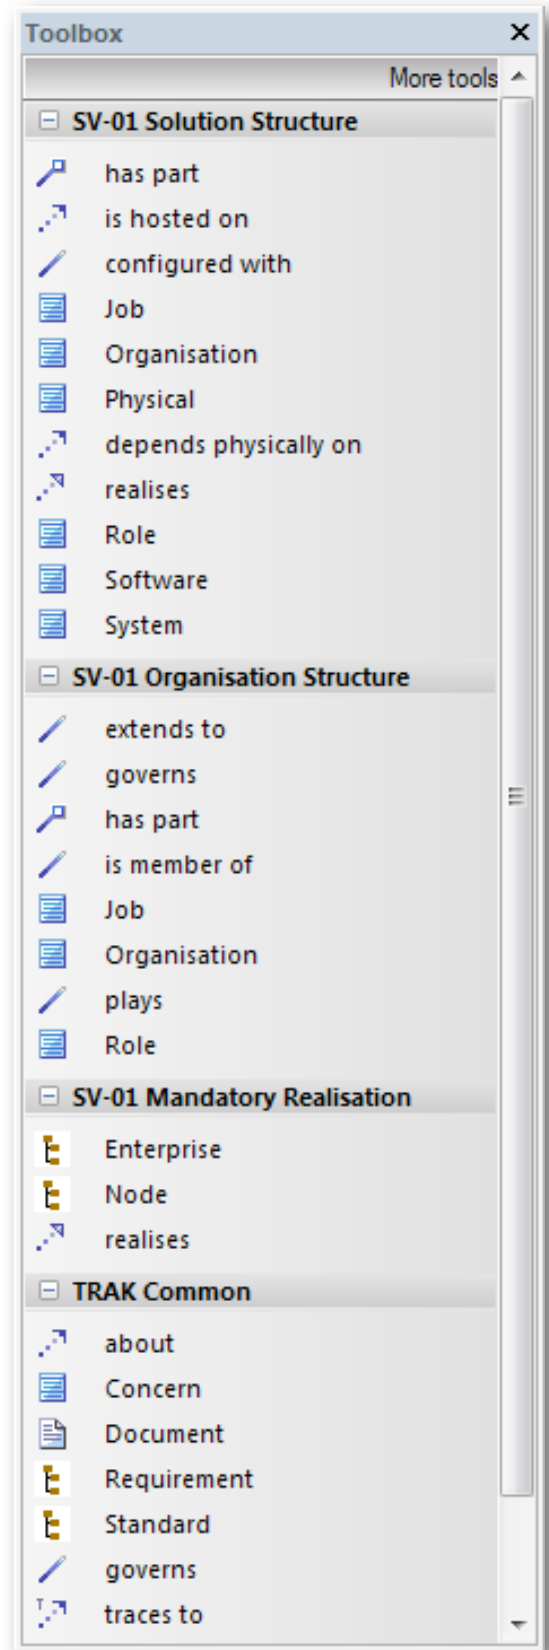 Toolbox
More tools
SV-01 Solution Structure
has part
is hosted on
configured with
Job
Organisation
Physical
depends physically on
realises
Role
Software
System
SV-01 Organisation Structure
extends to
governs
has part
is member of
Job
Organisation
plays
Role
SV-01 Mandatory Realisation
Enterprise
Node
realises
TRAK Common
about
Concern
Document
Requirement
Standard
governs
traces to